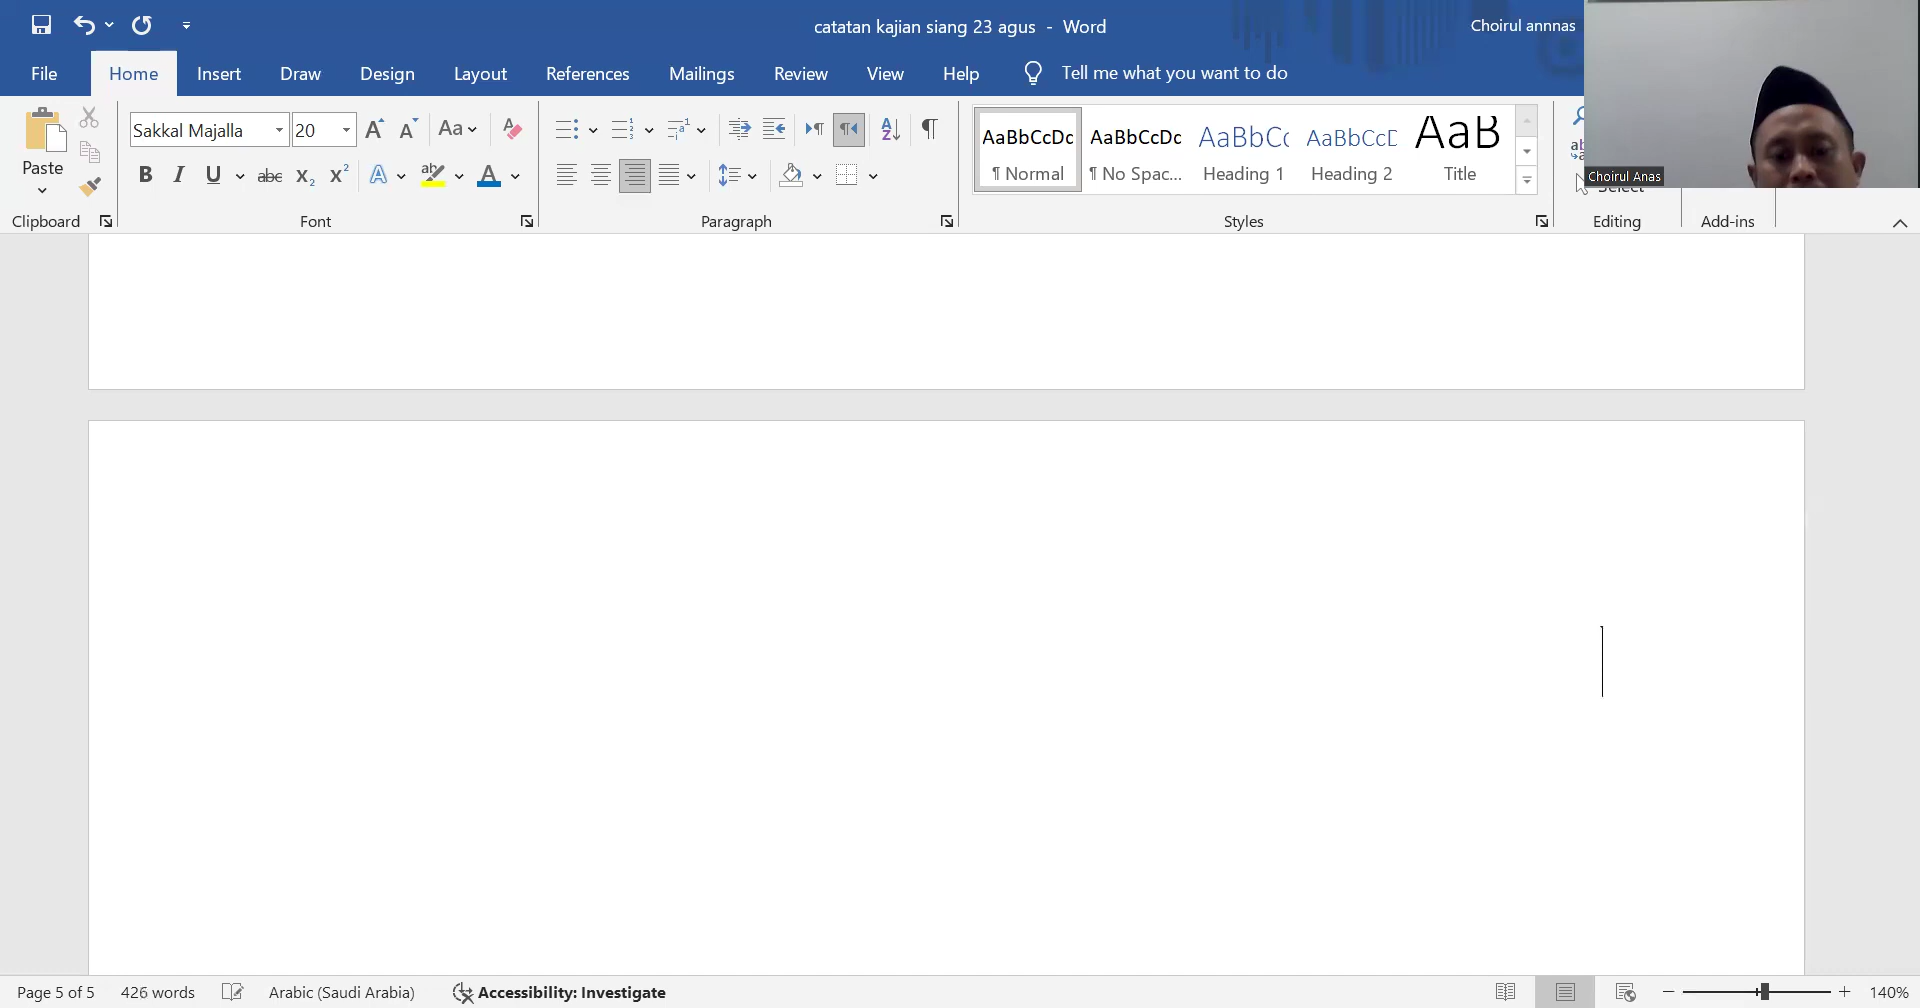 catatan kajian siang 23 agus - Word
Choirul annnas
File Home Insert Draw Design Layout References Mailings Review View Help Tell me what you want to do
Paste
Clipboard
Sakkal Majalla 20
Font
Paragraph
AaBbCcDc AaBbCcDc AaBbCc AaBbCcD AaB
¶ Normal ¶ No Spac... Heading 1 Heading 2 Title
Styles
Select
Editing
Add-ins
Choirul Anas
Page 5 of 5 426 words Arabic (Saudi Arabia) Accessibility: Investigate 140%